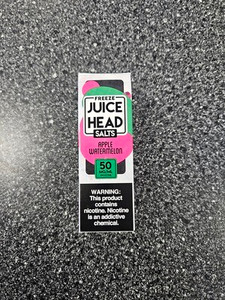 FREEZE
JUICE
HEAD
SALTS
APPLE
WATERMELON
50
WARNING:
This product
contains
nicotine. Nicotine
is an addictive
chemical.